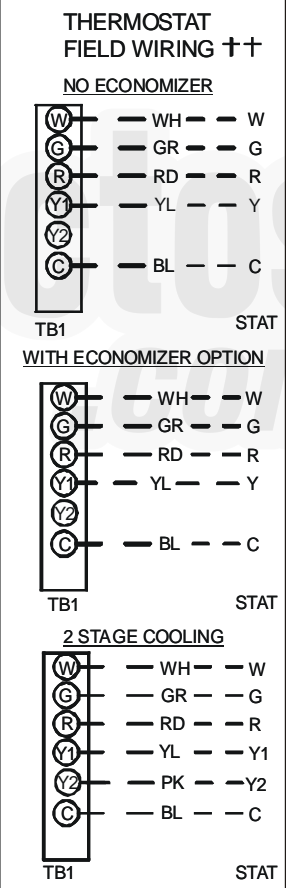 THERMOSTAT
FIELD WIRING ††
NO ECONOMIZER
W WH W
G GR G
R RD R
Y1 YL Y
Y2
C BL C
TB1 STAT
WITH ECONOMIZER OPTION
W WH W
G GR G
R RD R
Y1 YL Y
Y2
C BL C
TB1 STAT
2 STAGE COOLING
W WH W
G GR G
R RD R
Y1 YL Y1
Y2 PK Y2
C BL C
TB1 STAT